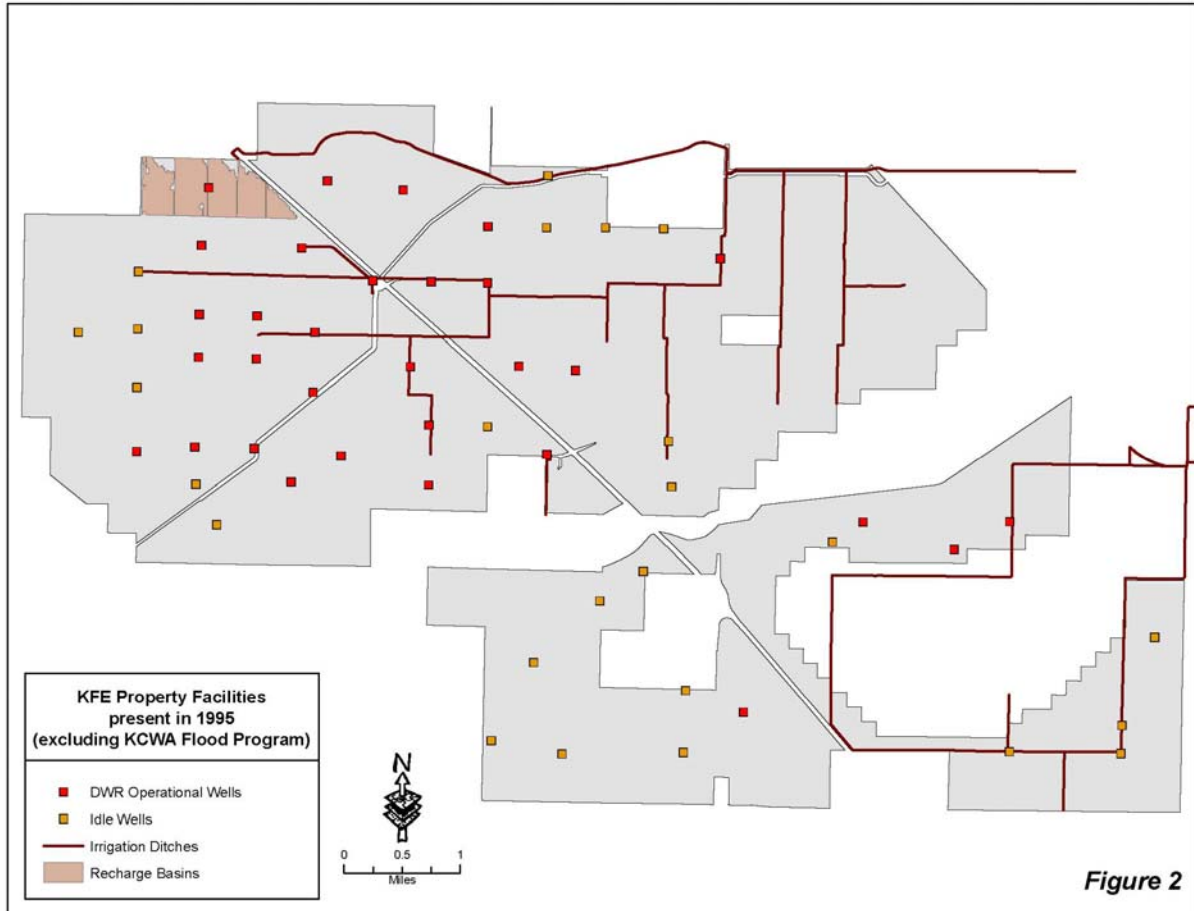 KFE Property Facilities
present in 1995
(excluding KCWA Flood Program)
DWR Operational Wells
Idle Wells
Irrigation Ditches
Recharge Basins
N
0 0.5 1
Miles
Figure 2